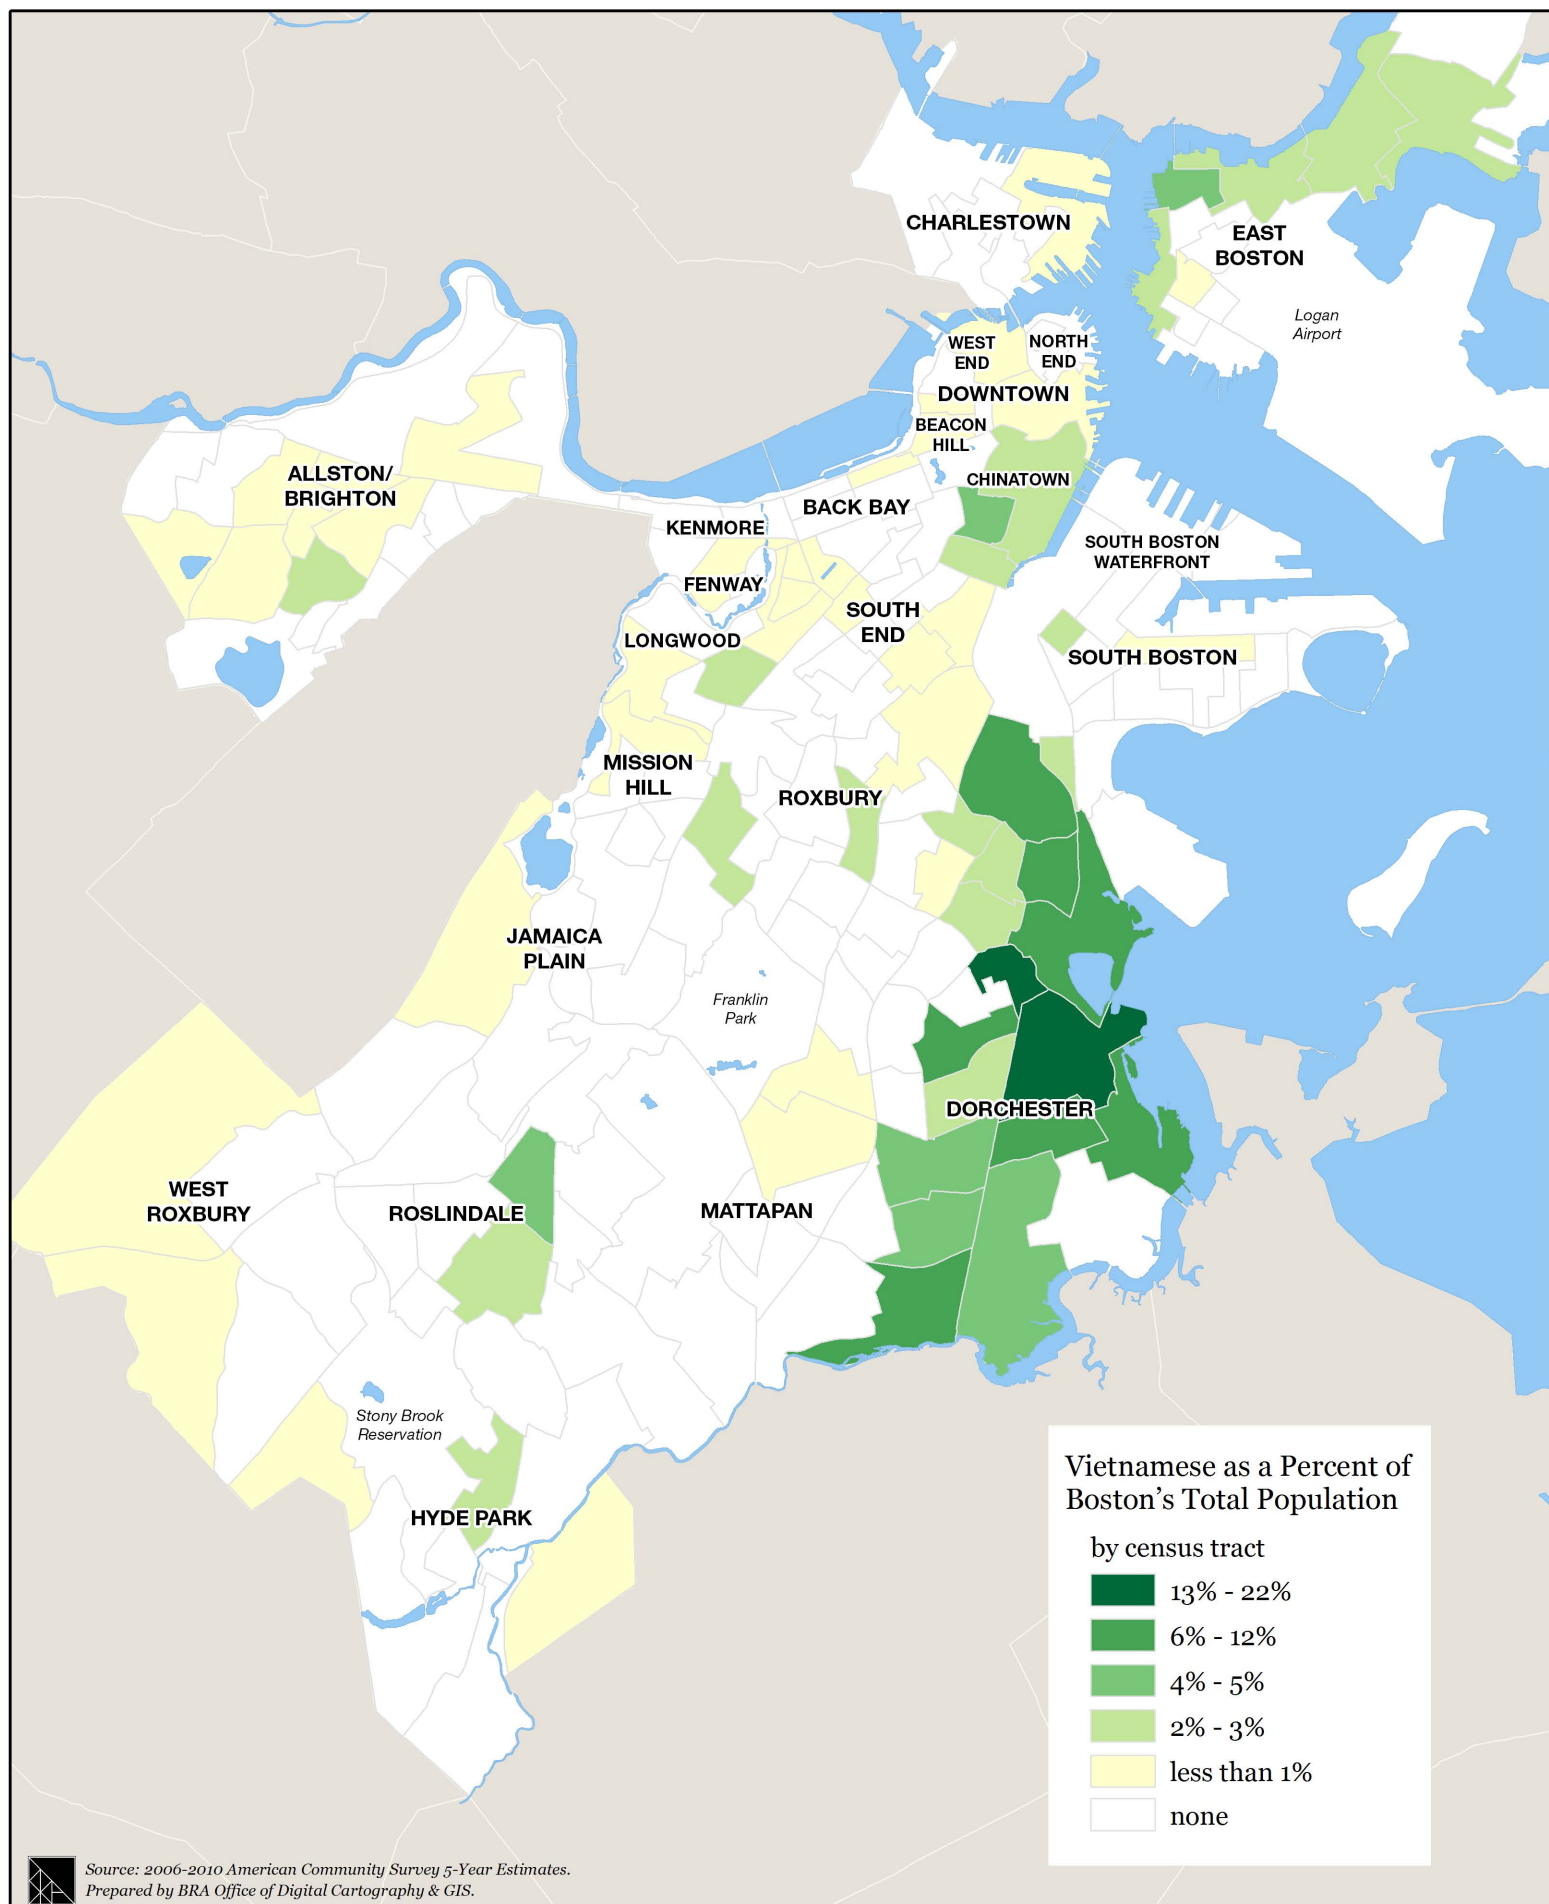 CHARLESTOWN
EAST
BOSTON
Logan
Airport
WEST
END
NORTH
END
DOWNTOWN
BEACON
HILL
CHINATOWN
ALLSTON/
BRIGHTON
BACK BAY
KENMORE
SOUTH BOSTON
WATERFRONT
FENWAY
SOUTH
END
LONGWOOD
SOUTH BOSTON
MISSION
HILL
ROXBURY
JAMAICA
PLAIN
Franklin
Park
DORCHESTER
WEST
ROXBURY
ROSLINDALE
MATTAPAN
Stony Brook
Reservation
HYDE PARK
Vietnamese as a Percent of
Boston’s Total Population
by census tract
13% - 22%
6% - 12%
4% - 5%
2% - 3%
less than 1%
none
Source: 2006-2010 American Community Survey 5-Year Estimates.
Prepared by BRA Office of Digital Cartography & GIS.